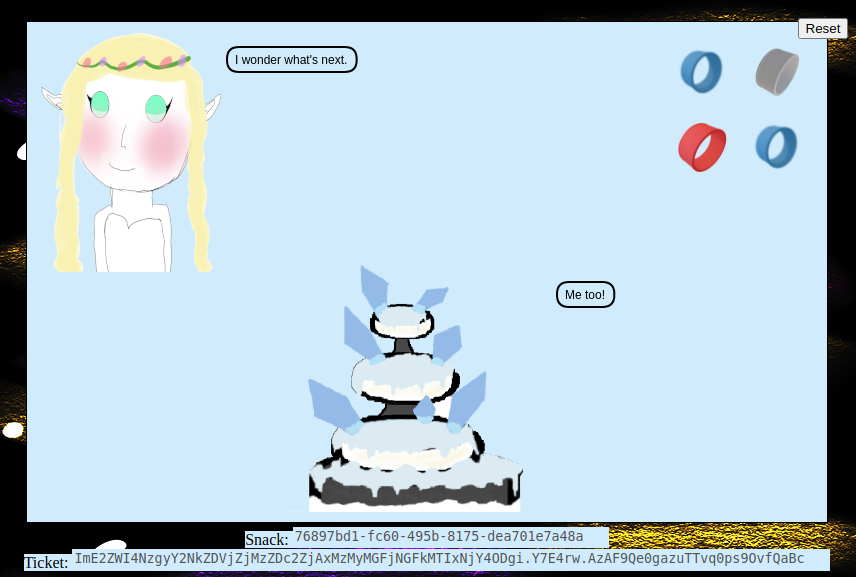 Reset
I wonder what's next.
Me too!
Snack: 76897bd1-fc60-495b-8175-dea701e7a48a
Ticket: ImE2ZWI4NzgyY2NkZDVjZjMzZDc2ZjAxMzMyMGFjNGFkMTIxNjY4ODgi.Y7E4rw.AzAF9Qe0gazuTTvq0ps9OvfQaBc